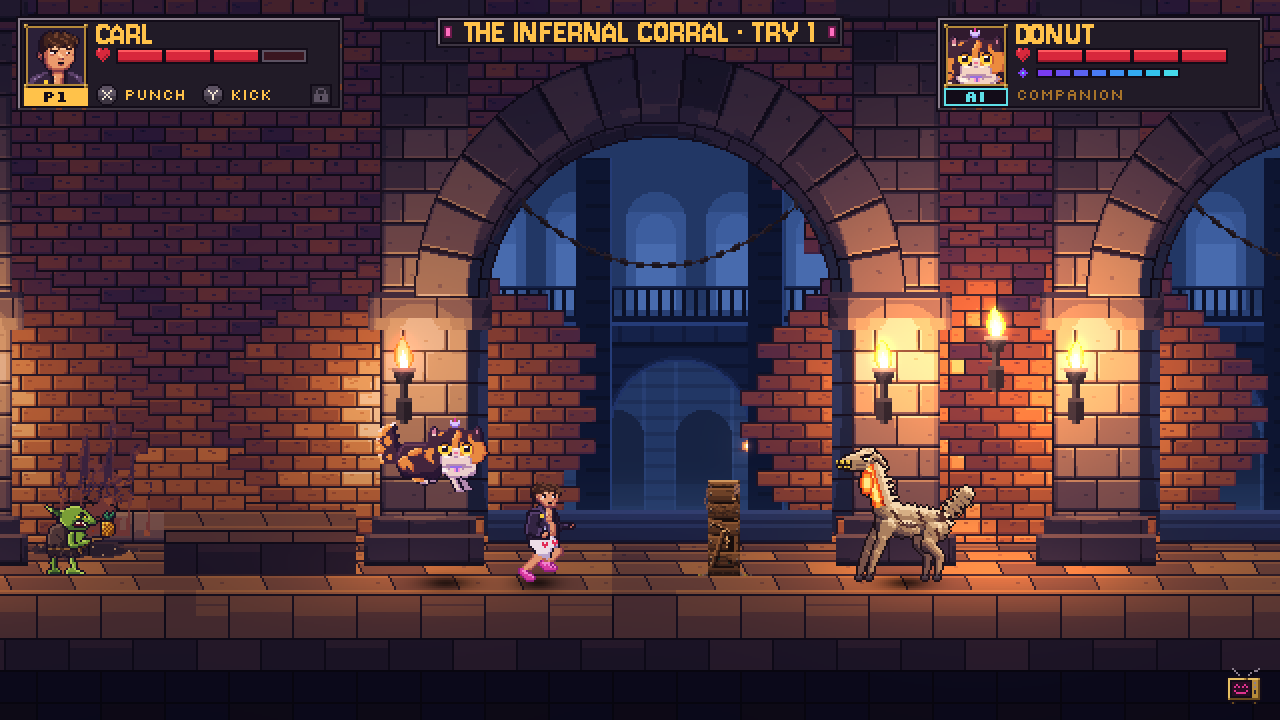 CARL
P1
X PUNCH Y KICK
THE INFERNAL CORRAL · TRY 1
DONUT
AI
COMPANION